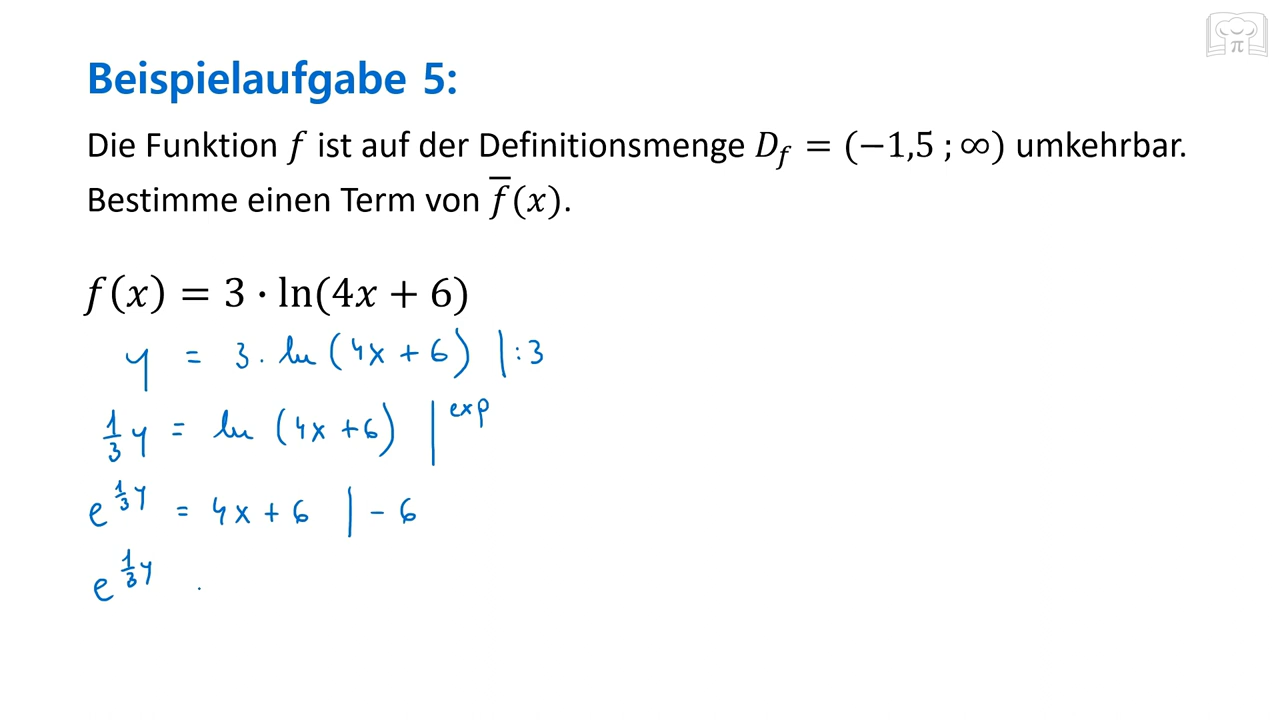 Beispielaufgabe 5:
Die Funktion f ist auf der Definitionsmenge D_f = (−1,5 ; ∞) umkehrbar.
Bestimme einen Term von f̅(x).
f(x) = 3 · ln(4x + 6)
y = 3 · ln (4x + 6) | : 3
1/3 y = ln (4x + 6) | exp
e^(1/3 y) = 4x + 6 | − 6
e^(1/3 y)
π